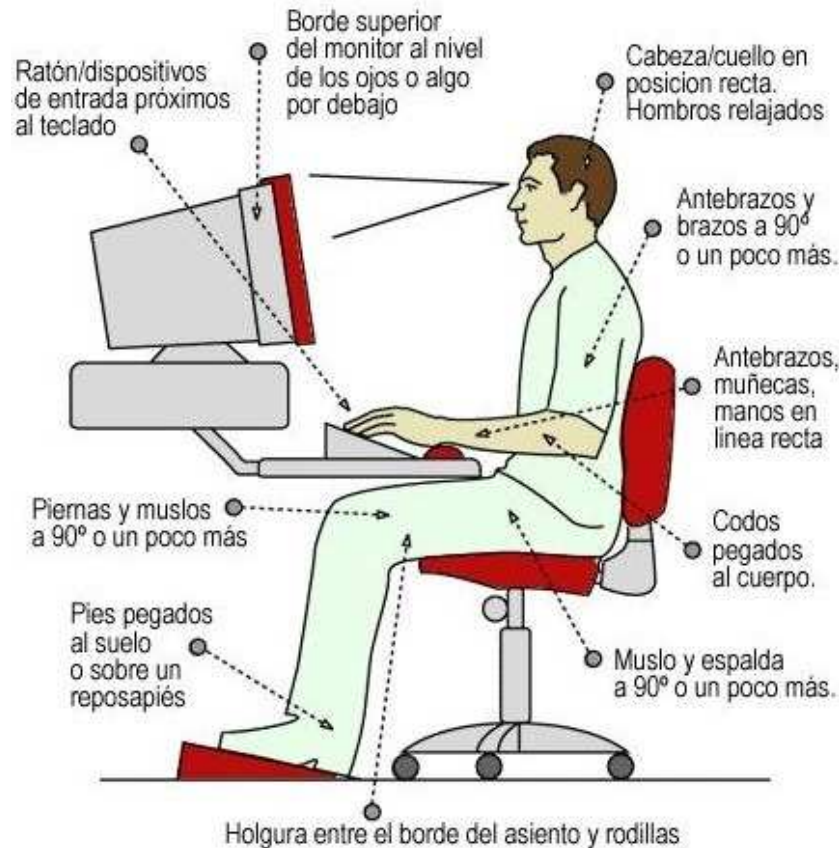 Borde superior
del monitor al nivel
de los ojos o algo
por debajo
Ratón/dispositivos
de entrada próximos
al teclado
Cabeza/cuello en
posicion recta.
Hombros relajados
Antebrazos y
brazos a 90º
o un poco más.
Antebrazos,
muñecas,
manos en
linea recta
Piernas y muslos
a 90º o un poco más
Codos
pegados
al cuerpo.
Pies pegados
al suelo
o sobre un
reposapiés
Muslo y espalda
a 90º o un poco más.
Holgura entre el borde del asiento y rodillas